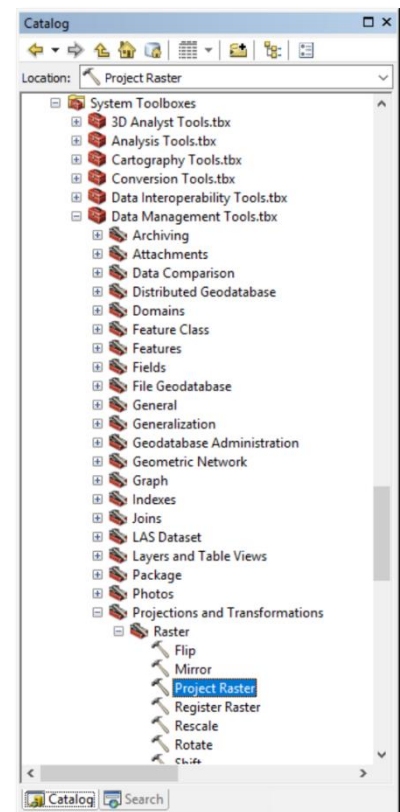 Catalog
Location: Project Raster
System Toolboxes
3D Analyst Tools.tbx
Analysis Tools.tbx
Cartography Tools.tbx
Conversion Tools.tbx
Data Interoperability Tools.tbx
Data Management Tools.tbx
Archiving
Attachments
Data Comparison
Distributed Geodatabase
Domains
Feature Class
Features
Fields
File Geodatabase
General
Generalization
Geodatabase Administration
Geometric Network
Graph
Indexes
Joins
LAS Dataset
Layers and Table Views
Package
Photos
Projections and Transformations
Raster
Flip
Mirror
Project Raster
Register Raster
Rescale
Rotate
Shift
Catalog Search